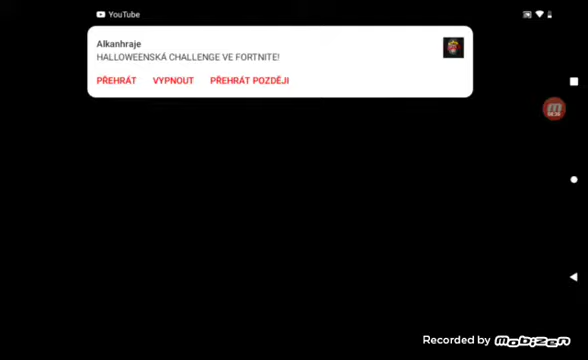 YouTube
Alkanhraje
HALLOWEENSKÁ CHALLENGE VE FORTNITE!
PŘEHRÁT VYPNOUT PŘEHRÁT POZDĚJI
Recorded by mobizen